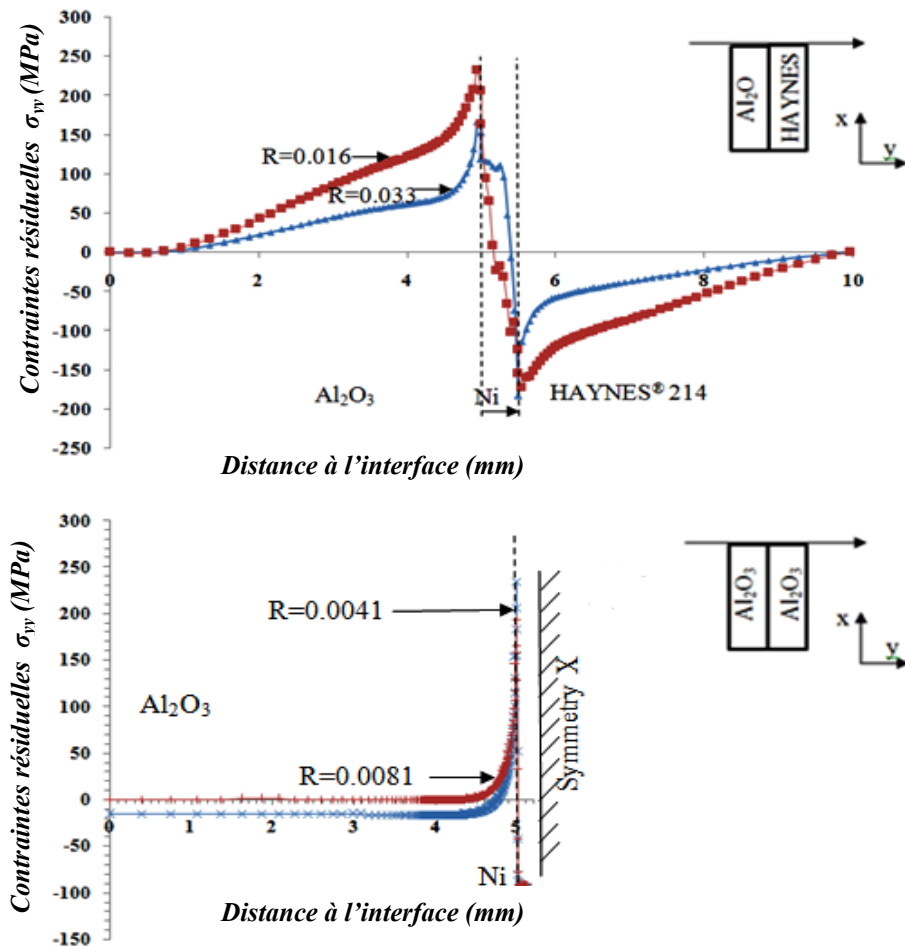 Contraintes résiduelles σyy (MPa)
300
250
200
150
100
50
0
-50
-100
-150
-200
-250
0
2
4
6
8
10
R=0.016
R=0.033
Al₂O₃
Ni
HAYNES® 214
Distance à l’interface (mm)
Al₂O
HAYNES
x
y
Contraintes résiduelles σyy (MPa)
300
250
200
150
100
50
0
-50
-100
-150
0
1
2
3
4
5
R=0.0041
Al₂O₃
R=0.0081
Ni
Symmetry X
Distance à l’interface (mm)
Al₂O₃
Al₂O₃
x
y